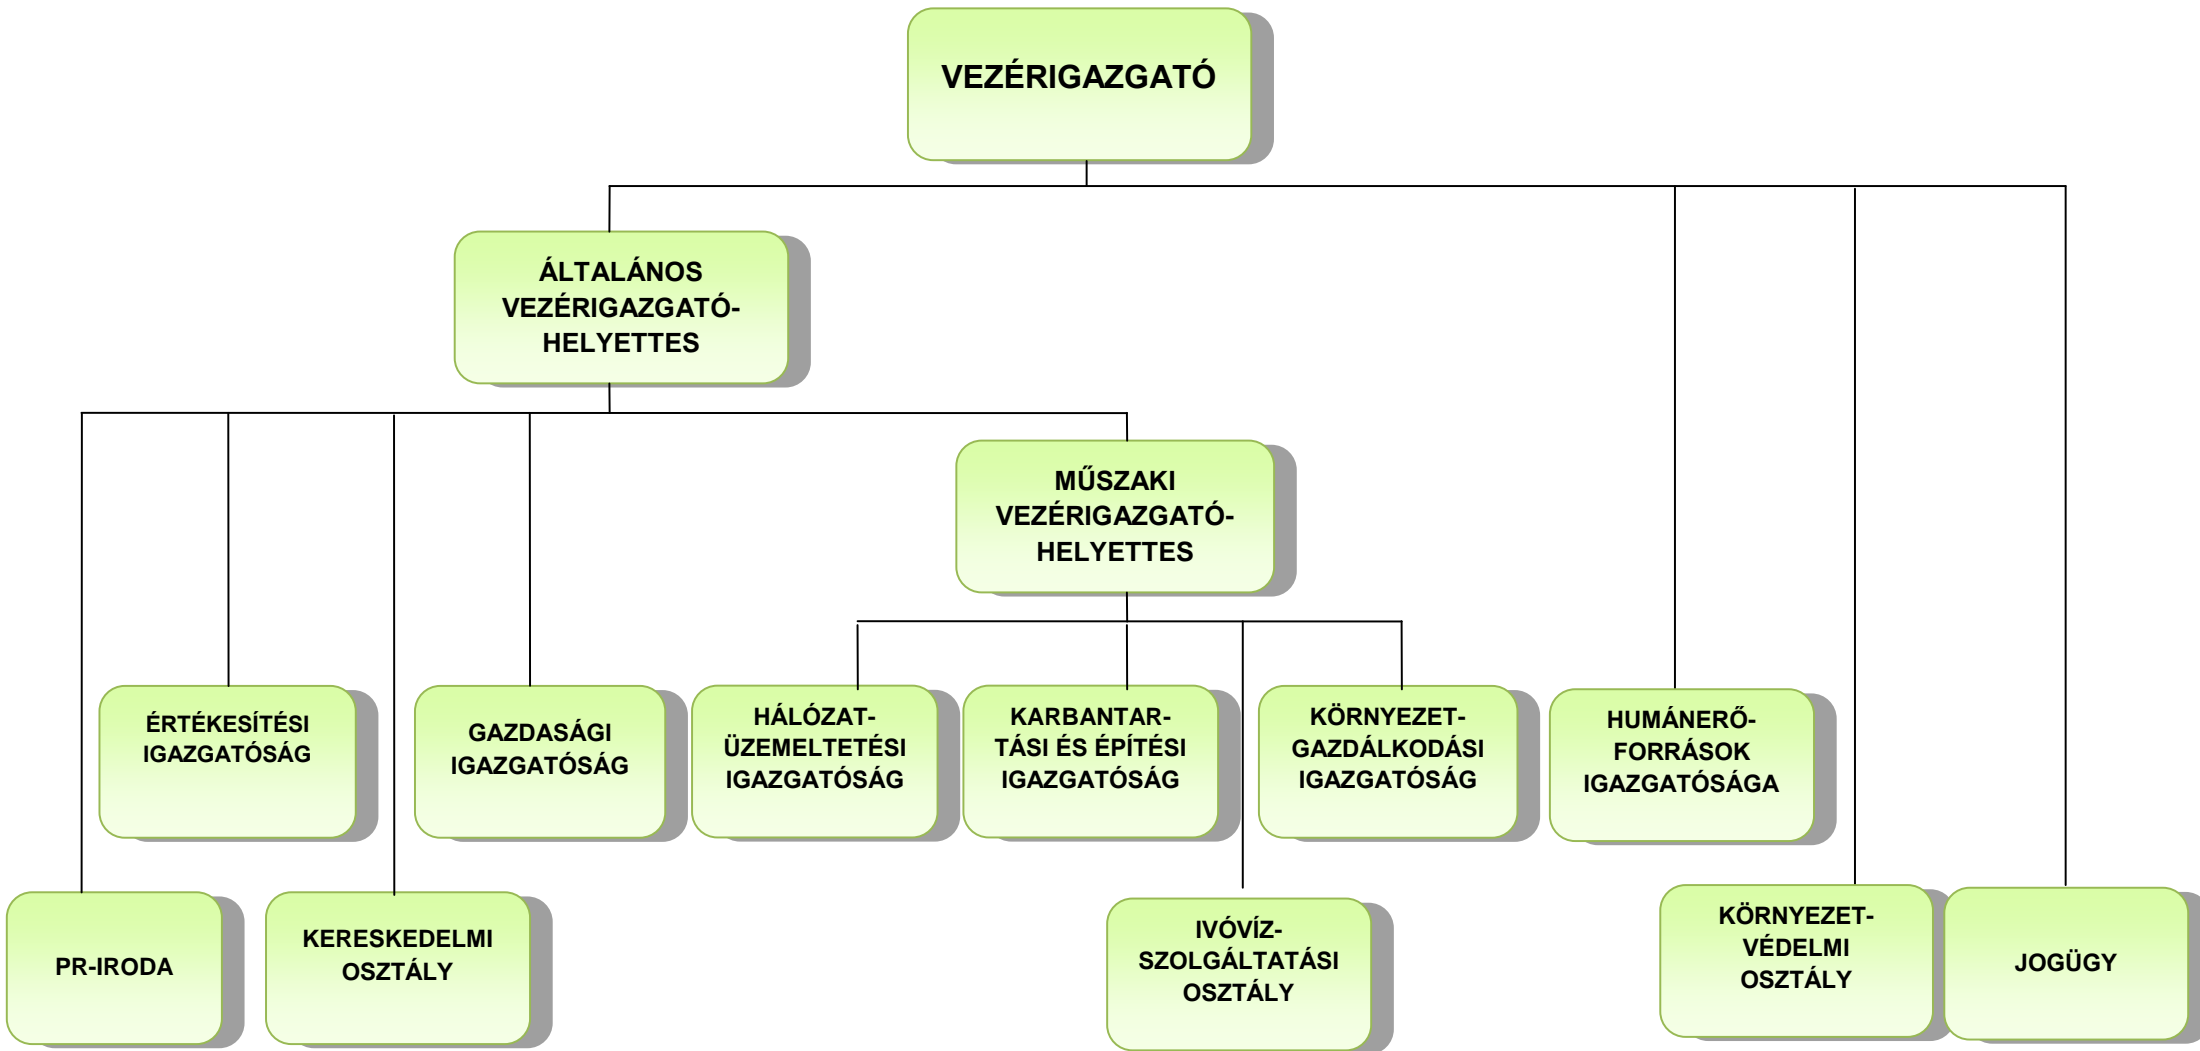 VEZÉRIGAZGATÓ
ÁLTALÁNOS
VEZÉRIGAZGATÓ-
HELYETTES
MŰSZAKI
VEZÉRIGAZGATÓ-
HELYETTES
ÉRTÉKESÍTÉSI
IGAZGATÓSÁG
GAZDASÁGI
IGAZGATÓSÁG
HÁLÓZAT-
ÜZEMELTETÉSI
IGAZGATÓSÁG
KARBANTAR-
TÁSI ÉS ÉPÍTÉSI
IGAZGATÓSÁG
KÖRNYEZET-
GAZDÁLKODÁSI
IGAZGATÓSÁG
HUMÁNERŐ-
FORRÁSOK
IGAZGATÓSÁGA
PR-IRODA
KERESKEDELMI
OSZTÁLY
IVÓVÍZ-
SZOLGÁLTATÁSI
OSZTÁLY
KÖRNYEZET-
VÉDELMI
OSZTÁLY
JOGÜGY